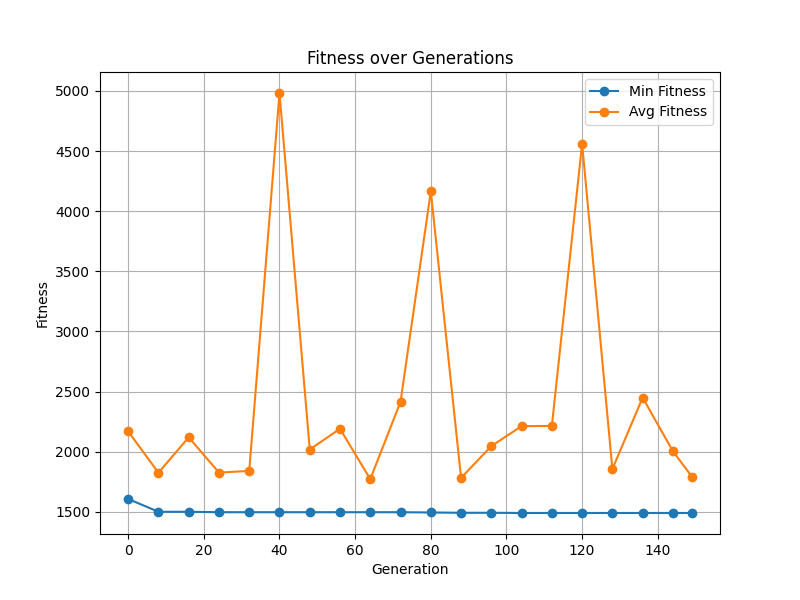 Fitness over Generations
Min Fitness
Avg Fitness
5000
4500
4000
3500
3000
2500
2000
1500
Fitness
0 20 40 60 80 100 120 140
Generation